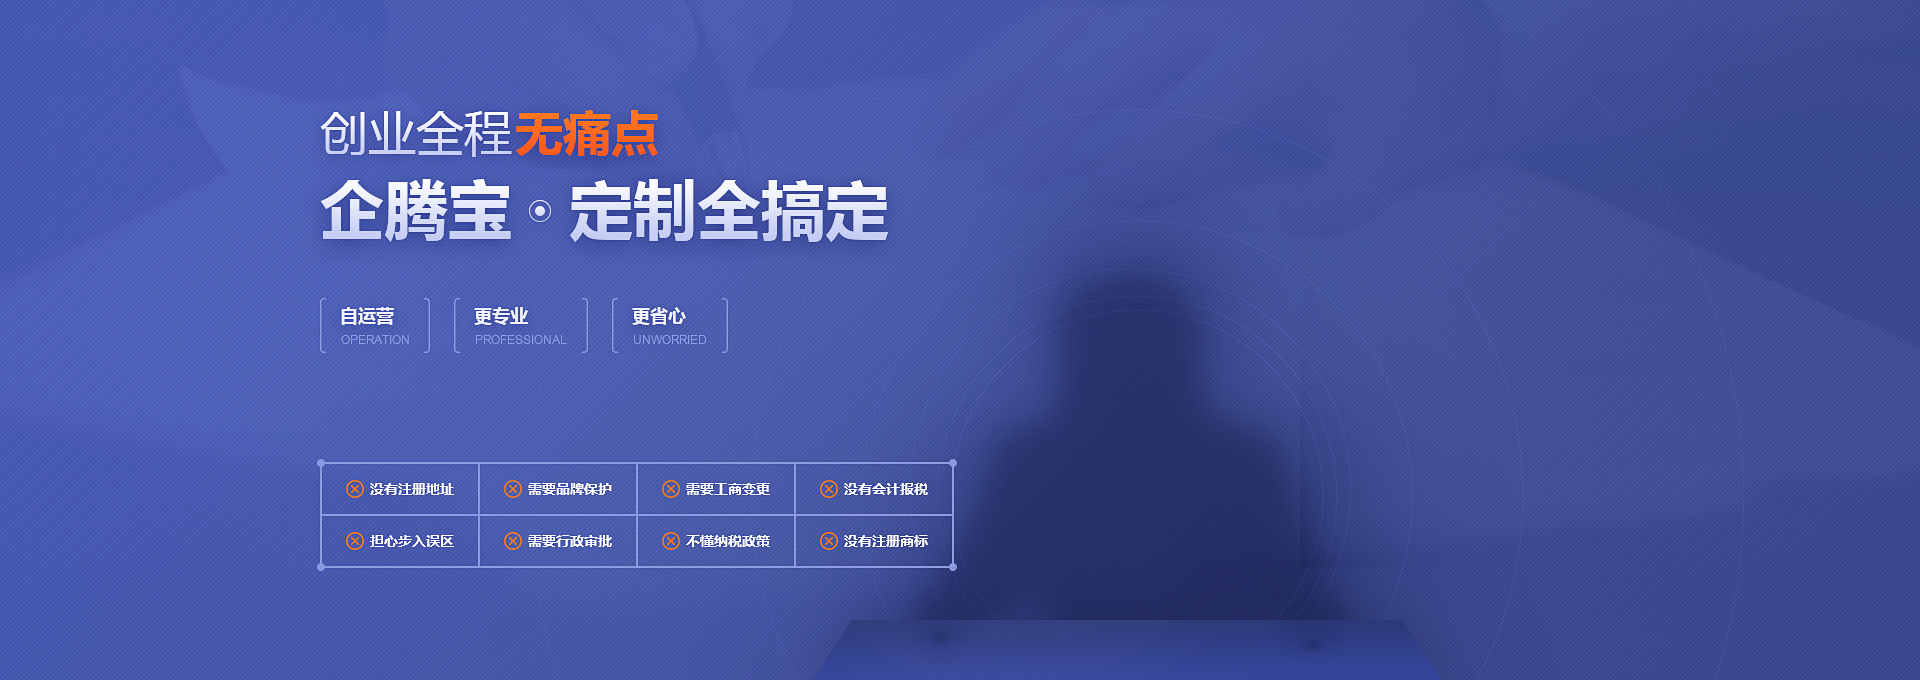 创业全程无痛点
企腾宝 定制全搞定
自运营 更专业 更省心
OPERATION PROFESSIONAL UNWORRIED
没有注册地址 需要品牌保护 需要工商变更 没有会计报税
担心步入误区 需要行政审批 不懂纳税政策 没有注册商标